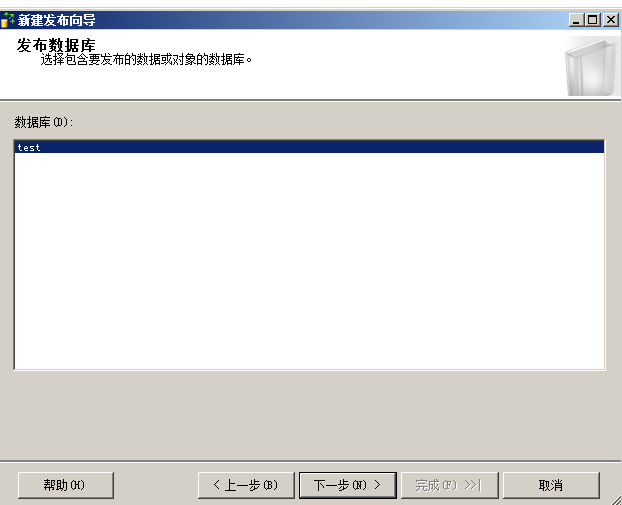 新建发布向导
发布数据库
选择包含要发布的数据或对象的数据库。
数据库(D):
test
帮助(H)
< 上一步(B)
下一步(N) >
完成(F) >>|
取消